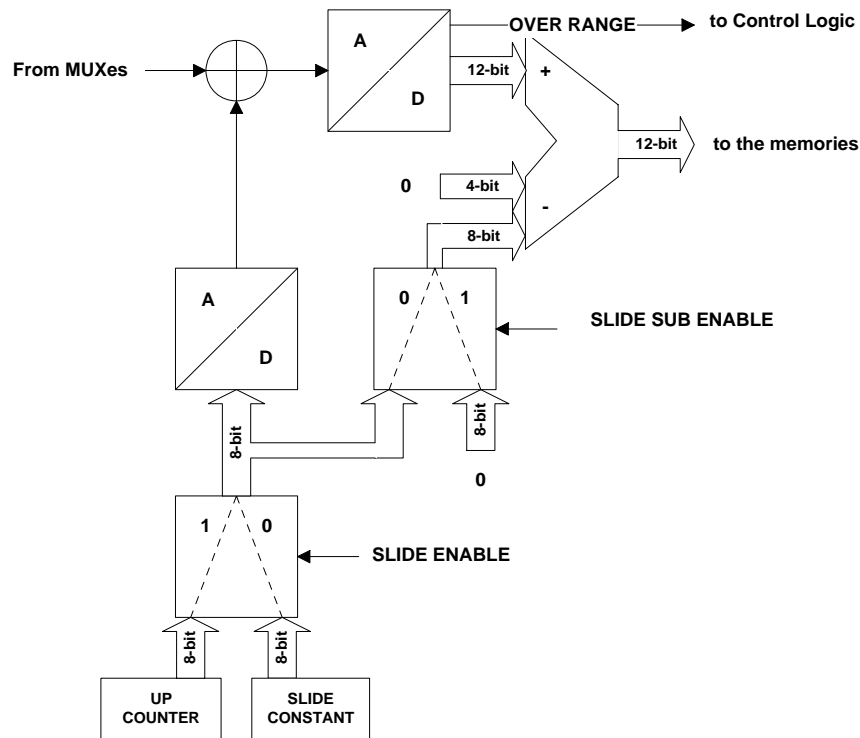 A
D
OVER RANGE
to Control Logic
From MUXes
12-bit
+
12-bit
to the memories
0
4-bit
-
8-bit
A
D
0 1
SLIDE SUB ENABLE
8-bit
8-bit
0
1 0
SLIDE ENABLE
8-bit
8-bit
UP
COUNTER
SLIDE
CONSTANT